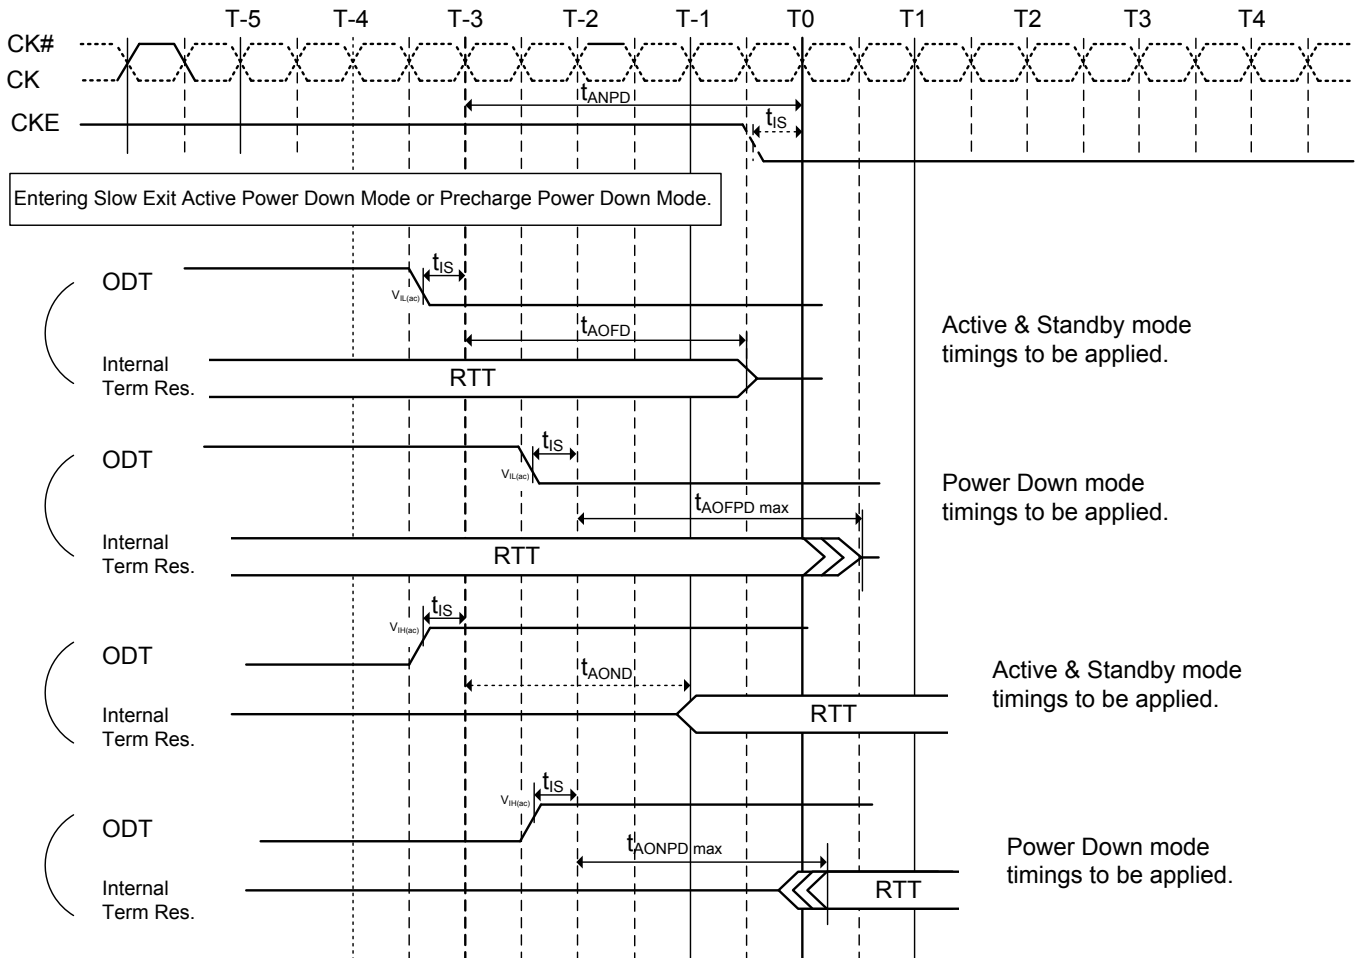 T-5 T-4 T-3 T-2 T-1 T0 T1 T2 T3 T4
CK#
CK
tANPD
CKE
tIS
Entering Slow Exit Active Power Down Mode or Precharge Power Down Mode.
ODT
tIS
VIL(ac)
tAOFD
Internal
Term Res.
RTT
Active & Standby mode
timings to be applied.
ODT
tIS
VIL(ac)
tAOFPD max
Internal
Term Res.
RTT
Power Down mode
timings to be applied.
ODT
tIS
VIH(ac)
tAOND
Internal
Term Res.
RTT
Active & Standby mode
timings to be applied.
ODT
tIS
VIH(ac)
tAONPD max
Internal
Term Res.
RTT
Power Down mode
timings to be applied.